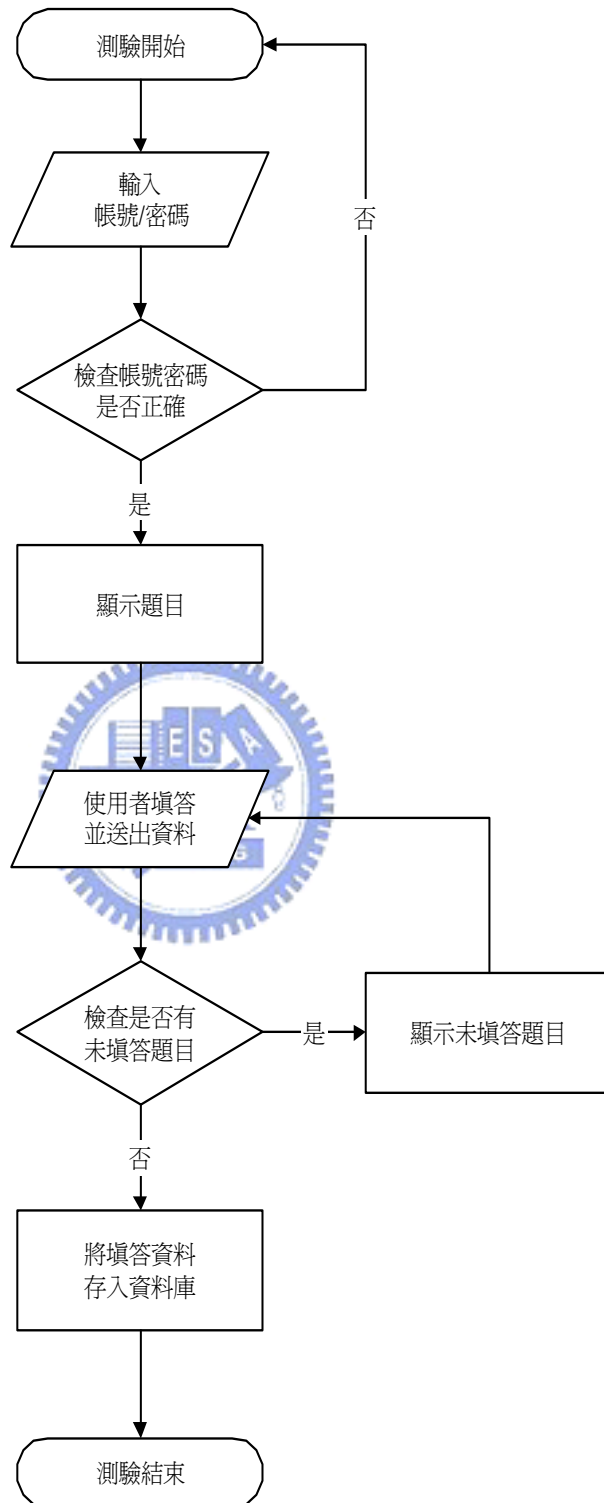 測驗開始
輸入
帳號/密碼
否
檢查帳號密碼
是否正確
是
顯示題目
E S A
使用者填答
並送出資料
檢查是否有
未填答題目
是
顯示未填答題目
否
將填答資料
存入資料庫
測驗結束